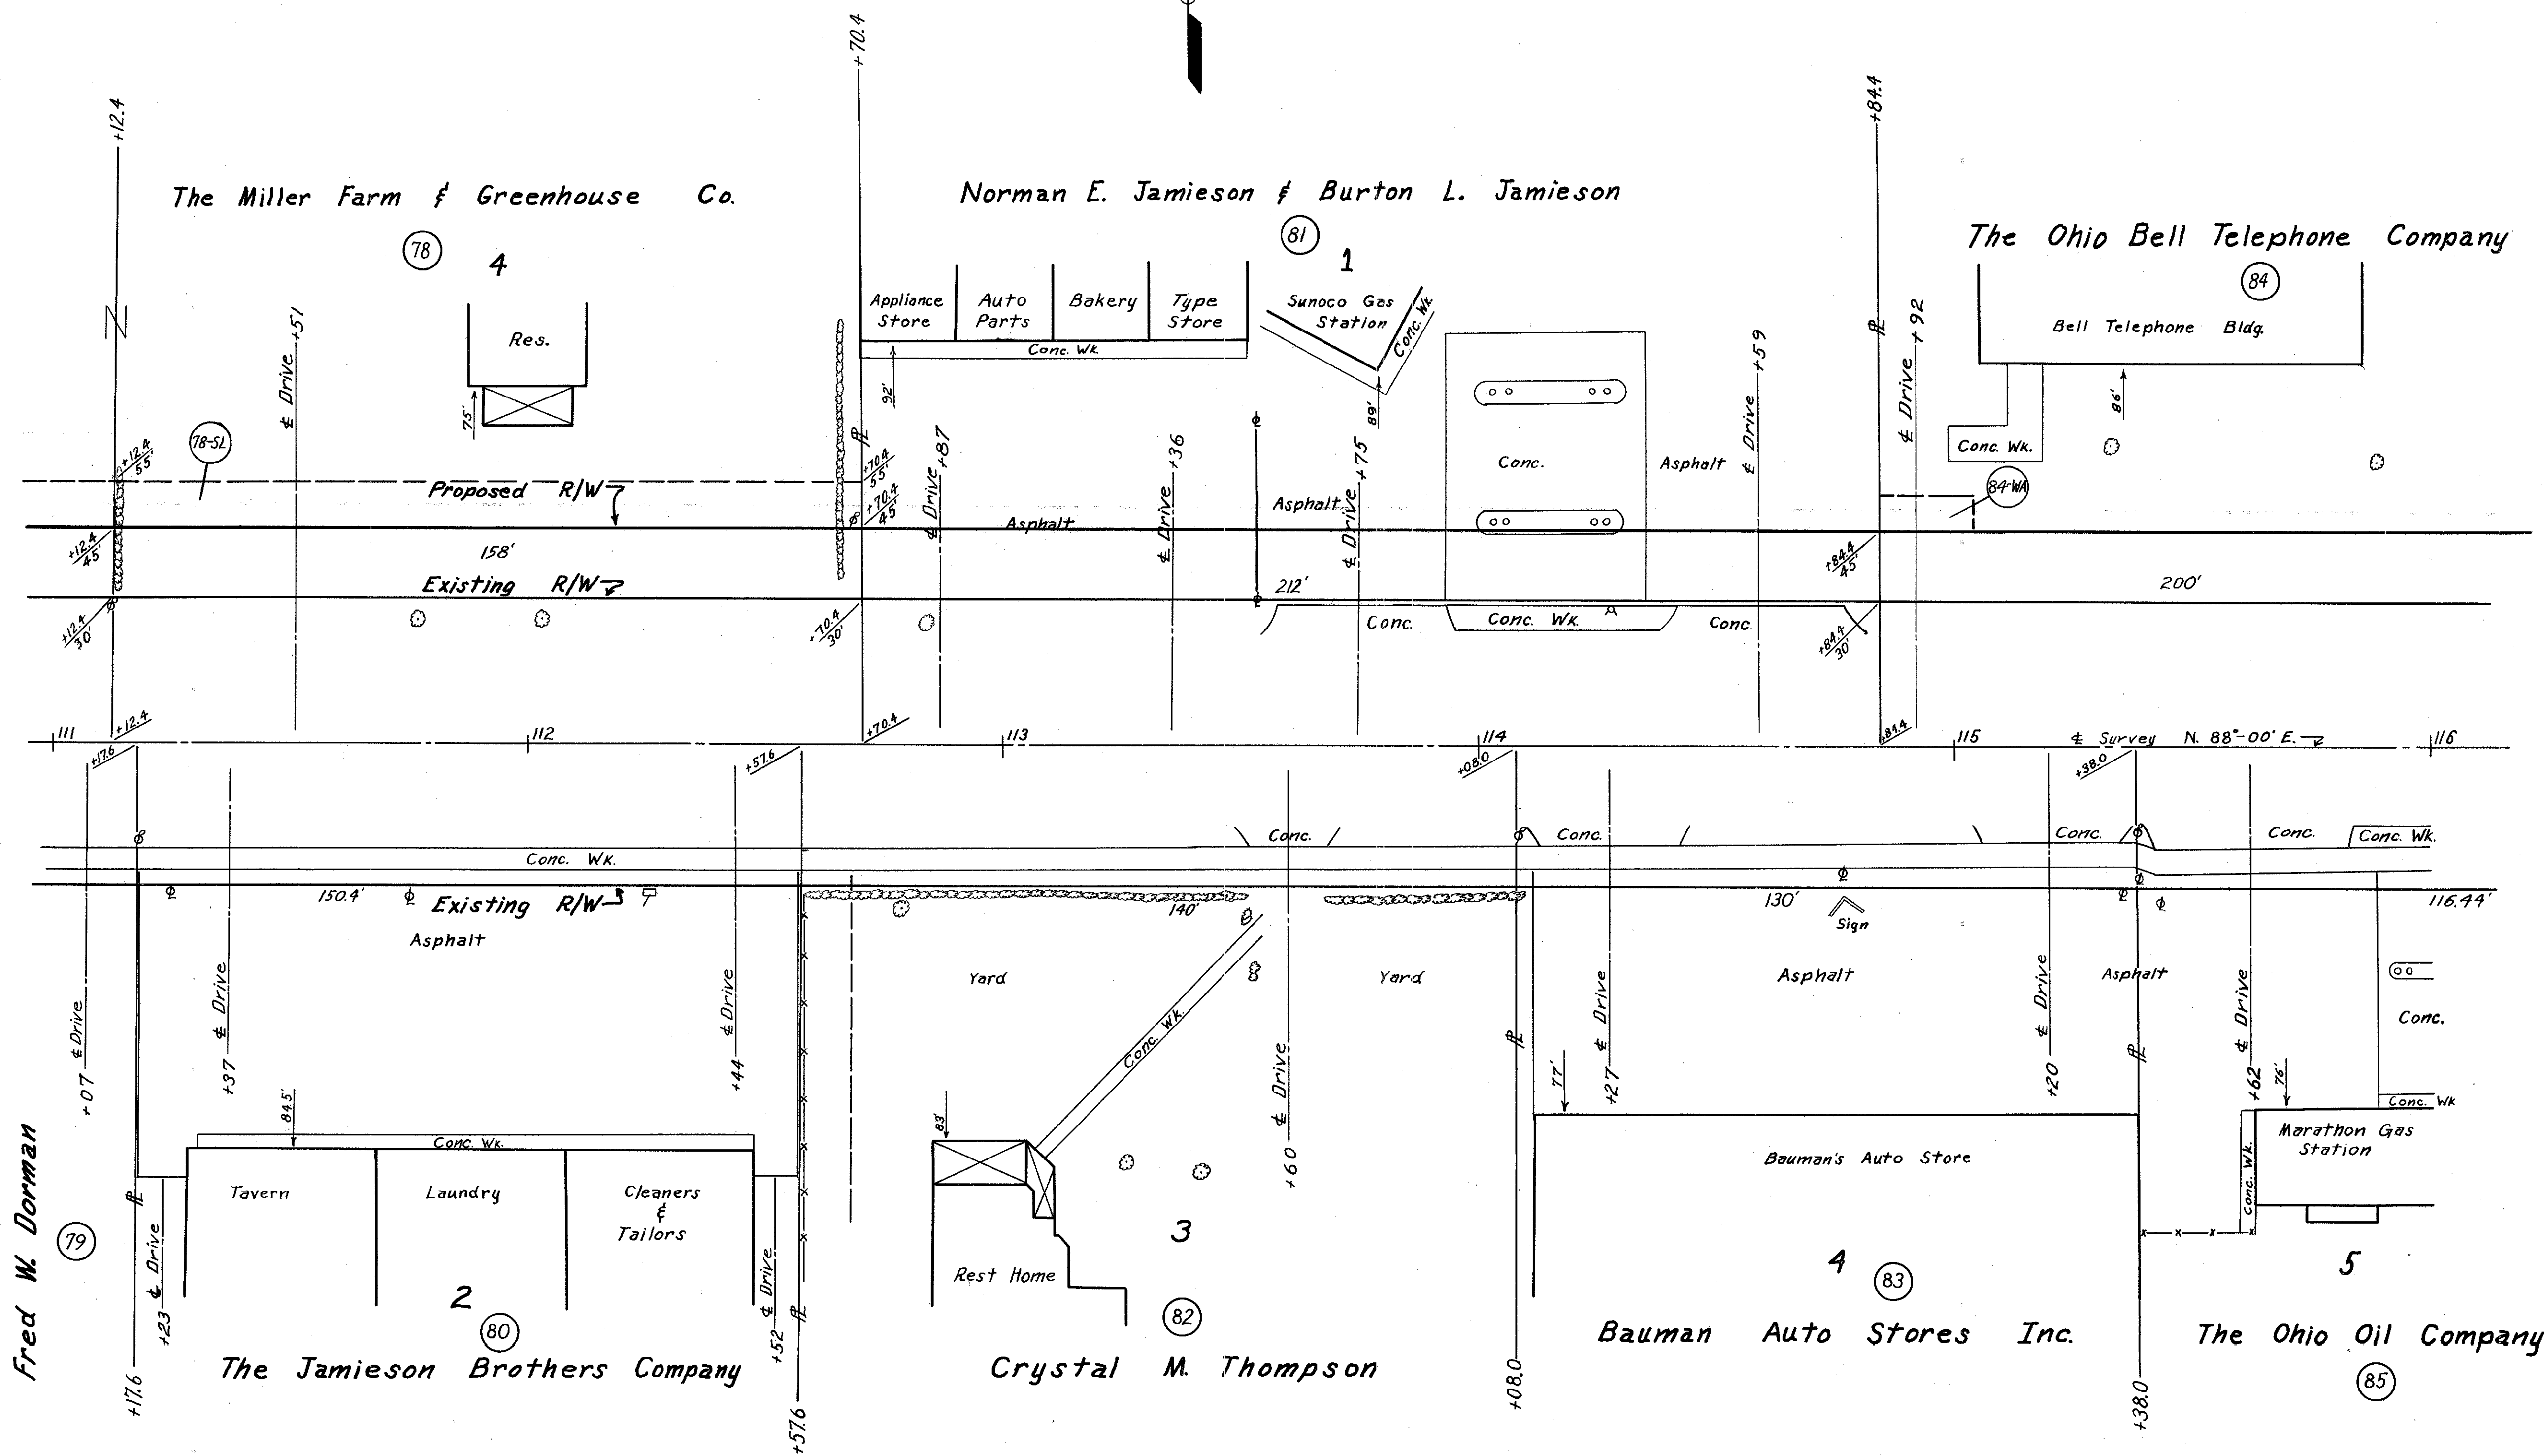 +12.4
+70.4
+84.4
The Miller Farm & Greenhouse Co.
78
4
Norman E. Jamieson & Burton L. Jamieson
81
1
The Ohio Bell Telephone Company
84
Bell Telephone Bldg.
Res.
75'
℄ Drive +51
Appliance Store
Auto Parts
Bakery
Type Store
Conc. Wk.
92'
Sunoco Gas Station
Conc. Wk.
89'
℄ Drive +59
℄ Drive +92
86'
Conc. Wk.
84-WA
78-SL
+12.4
55'
+70.4
55'
+70.4
45'
℄ Drive +87
℄ Drive +36
℄ Drive +75
Conc.
Asphalt
Asphalt
Asphalt
Proposed R/W
+12.4
45'
158'
Existing R/W
212'
+84.4
45'
200'
+12.4
30'
+70.4
30'
Conc.
Conc. Wk.
Conc.
+84.4
30'
111
+12.4
112
+70.4
113
114
+84.4
115
℄ Survey N. 88°-00' E.
116
+17.6
+57.6
+08.0
+38.0
Conc. Wk.
Conc.
Conc.
Conc.
Conc.
Conc. Wk.
150.4'
Existing R/W
140'
130'
116.44'
Sign
Asphalt
Yard
Yard
Asphalt
Asphalt
Conc.
℄ Drive
+07
℄ Drive
+37
℄ Drive
+44
Conc. Wk.
℄ Drive
+60
℄ Drive
+27
℄ Drive
+20
℄ Drive
+62
84.5'
83'
77'
76'
Conc. Wk
Conc. Wk.
Tavern
Laundry
Cleaners & Tailors
Rest Home
Bauman's Auto Store
Marathon Gas Station
Conc. Wk.
Fred W. Dorman
79
℄ Drive
+23
℄ Drive
+52
2
80
The Jamieson Brothers Company
3
82
Crystal M. Thompson
4
83
Bauman Auto Stores Inc.
5
The Ohio Oil Company
85
+17.6
+57.6
+08.0
+38.0